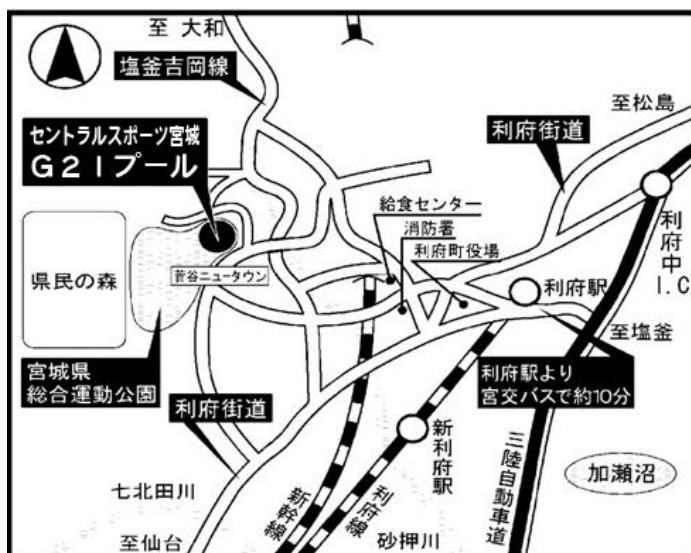 至 大和
塩釜吉岡線
セントラルスポーツ宮城
G21プール
至松島
利府街道
給食センター
消防署
利府町役場
県民の森
菅谷ニュータウン
利府駅
利府中I.C
至塩釜
宮城県
総合運動公園
利府街道
利府駅より
宮交バスで約10分
新利府駅
三陸自動車道
加瀬沼
七北田川
新幹線
利府線
至仙台
砂押川